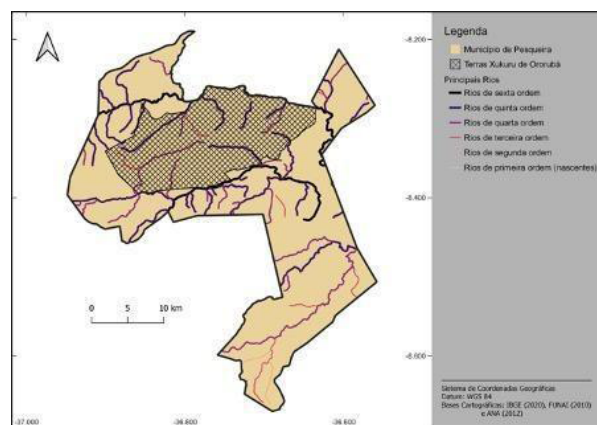 Legenda
Município de Pesqueira
Terras Xukuru de Ororubá
Principais Rios
Rios de sexta ordem
Rios de quinta ordem
Rios de quarta ordem
Rios de terceira ordem
Rios de segunda ordem
Rios de primeira ordem (nascentes)
-8.200
-8.400
-8.600
0 5 10 km
-37.000
-36.800
-36.600
Sistema de Coordenadas Geográficas
Datum: WGS 84
Bases Cartográficas: IBGE (2020), FUNAI (2010)
e ANA (2012)